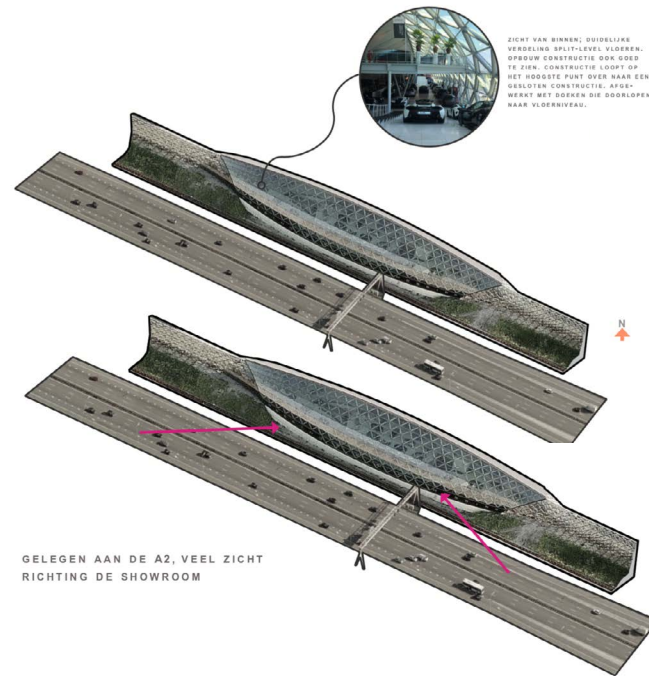 ZICHT VAN BINNEN; DUIDELIJKE
VERDELING SPLIT-LEVEL VLOEREN.
OPBOUW CONSTRUCTIE OOK GOED
TE ZIEN. CONSTRUCTIE LOOPT OP
HET HOOGSTE PUNT OVER NAAR EEN
GESLOTEN CONSTRUCTIE. AFGE-
WERKT MET DOEKEN DIE DOORLOPEN
NAAR VLOERNIVEAU.
N
GELEGEN AAN DE A2, VEEL ZICHT
RICHTING DE SHOWROOM